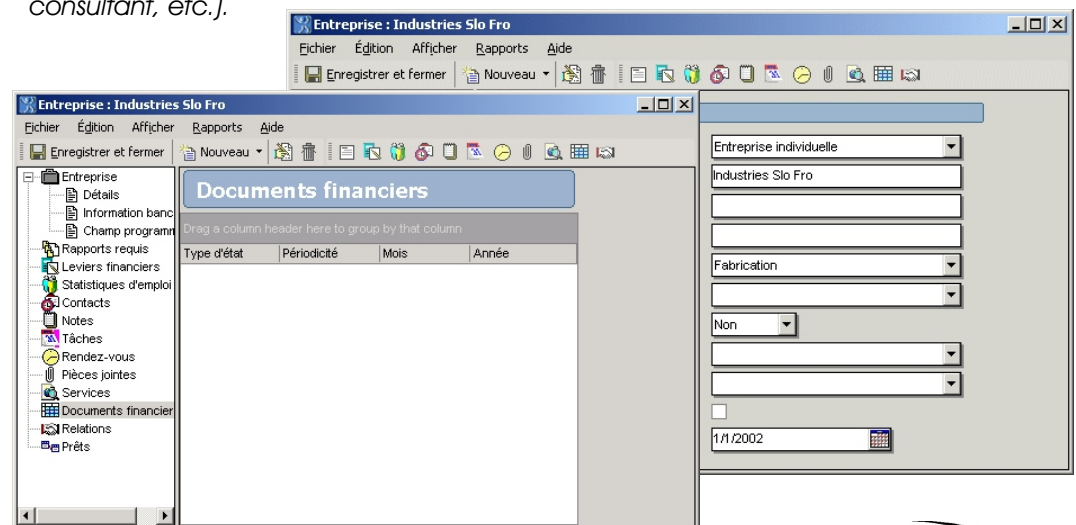 consultant, etc.].
Entreprise : Industries Slo Fro
Fichier Édition Afficher Rapports Aide
Enregistrer et fermer Nouveau
Entreprise individuelle
Industries Slo Fro
Fabrication
Non
1/1/2002
Entreprise : Industries Slo Fro
Fichier Édition Afficher Rapports Aide
Enregistrer et fermer Nouveau
Entreprise
Détails
Information banc
Champ programm
Rapports requis
Leviers financiers
Statistiques d'emploi
Contacts
Notes
Tâches
Rendez-vous
Pièces jointes
Services
Documents financier
Relations
Prêts
Documents financiers
Drag a column header here to group by that column
Type d'état Périodicité Mois Année